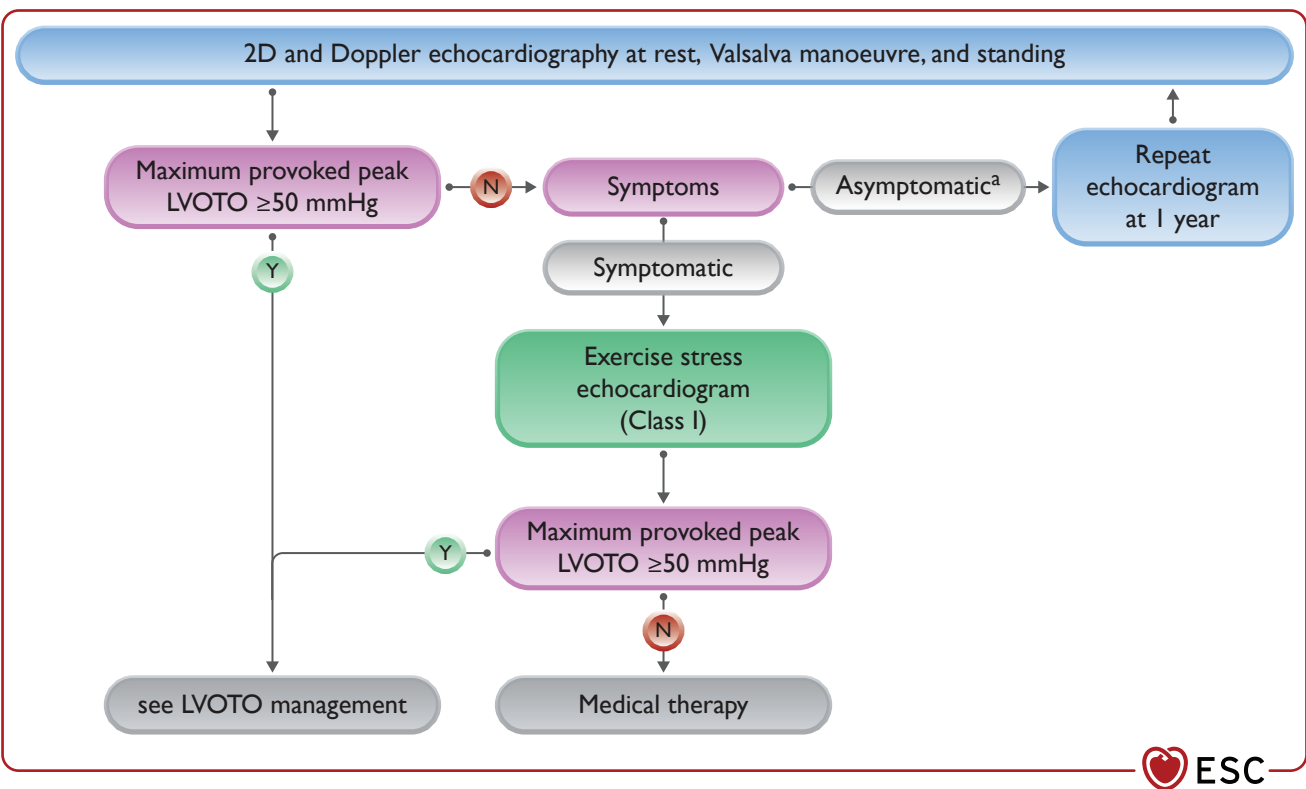 2D and Doppler echocardiography at rest, Valsalva manoeuvre, and standing
Maximum provoked peak
LVOTO ≥50 mmHg
N
Symptoms
Asymptomaticᵃ
Repeat
echocardiogram
at 1 year
Y
Symptomatic
Exercise stress
echocardiogram
(Class I)
Maximum provoked peak
LVOTO ≥50 mmHg
Y
N
see LVOTO management
Medical therapy
ESC